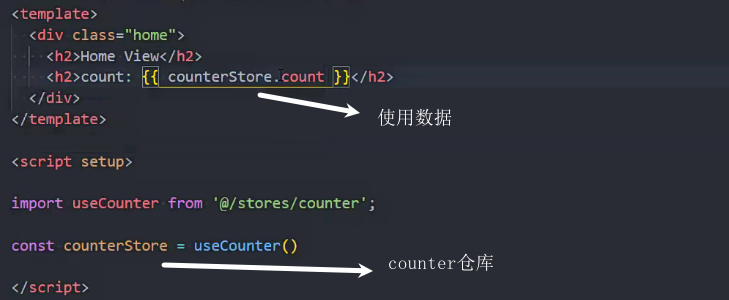 <template>
<div class="home">
<h2>Home View</h2>
<h2>count: {{ counterStore.count }}</h2>
</div>
使用数据
</template>
<script setup>
import useCounter from '@/stores/counter';
const counterStore = useCounter()
counter仓库
</script>